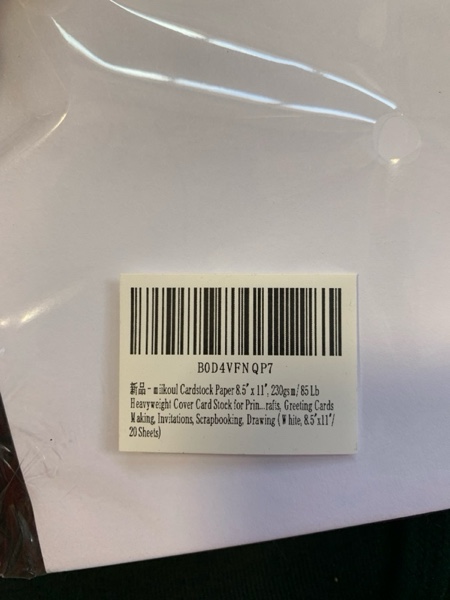 B0D4VFNQP7
新品 - miikoul Cardstock Paper 8.5" x 11", 230gsm/ 85 Lb
Heavyweight Cover Card Stock for Prin...rafts, Greeting Cards
Making, Invitations, Scrapbooking, Drawing (White, 8.5"x11"/
20 Sheets)